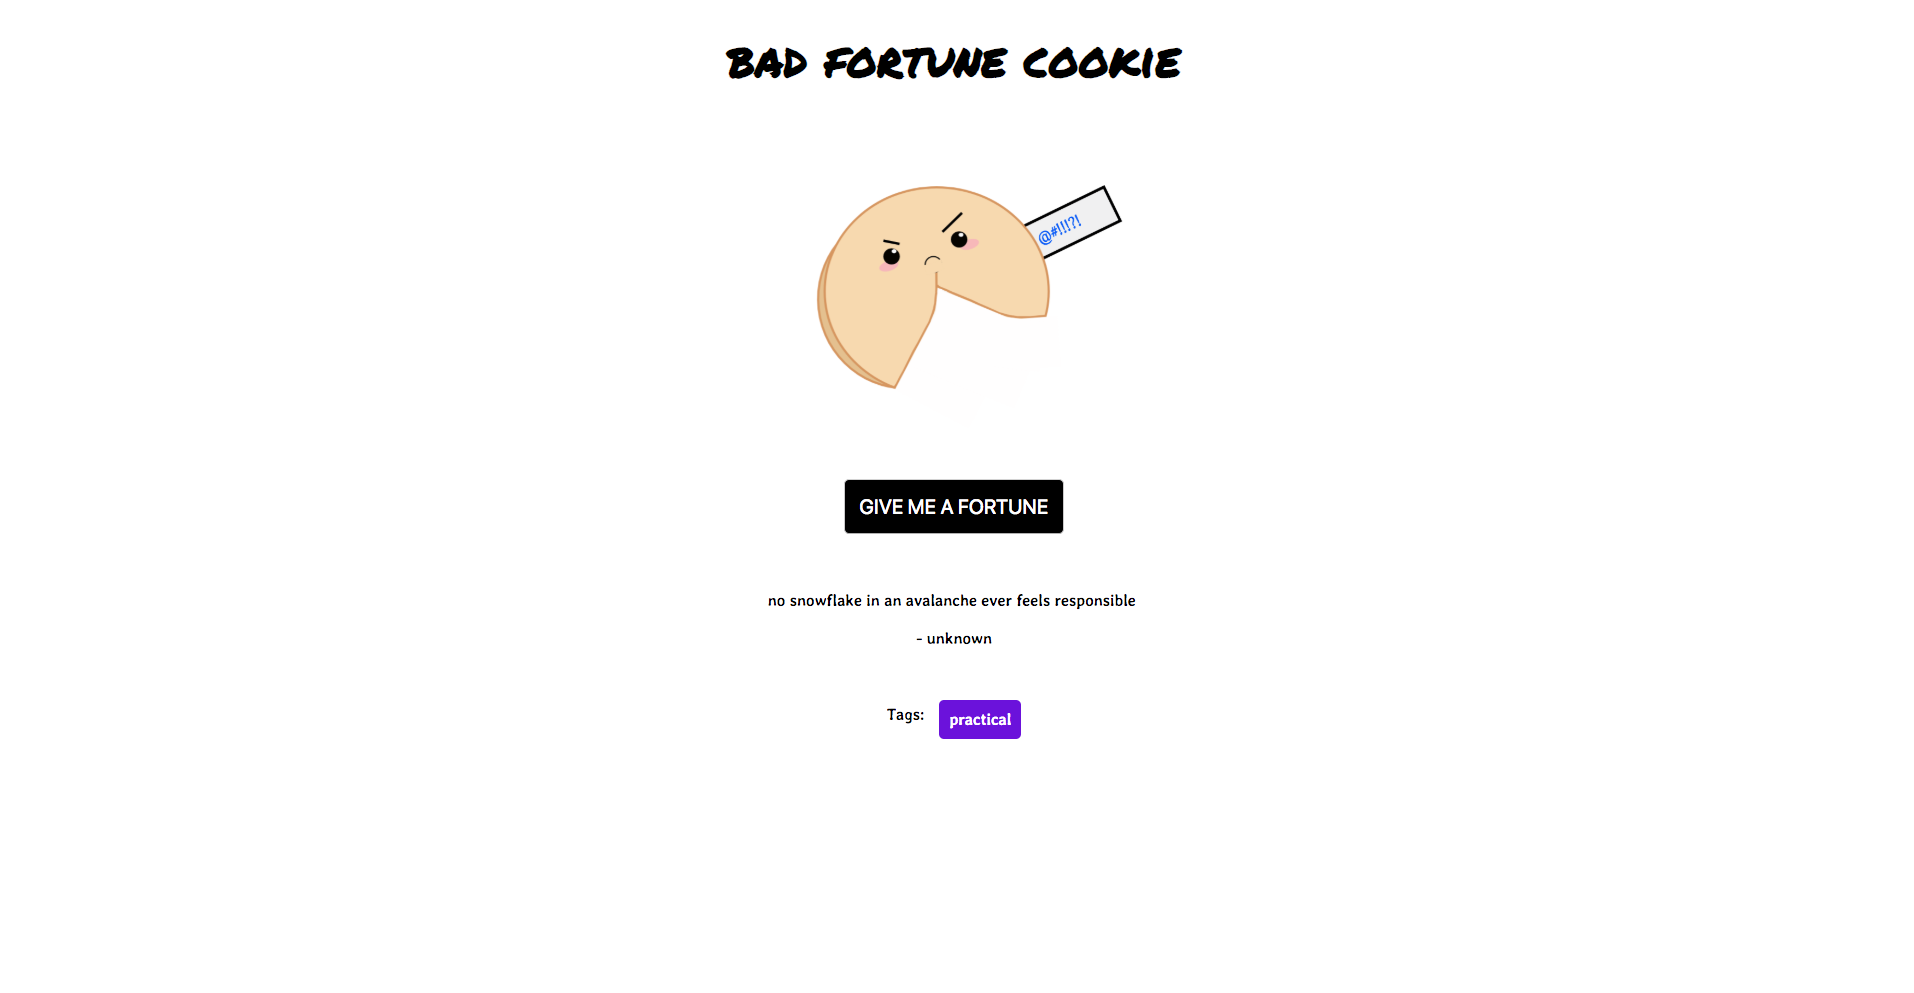 BAD FORTUNE COOKIE
@#!!!?!
GIVE ME A FORTUNE
no snowflake in an avalanche ever feels responsible
- unknown
Tags: practical